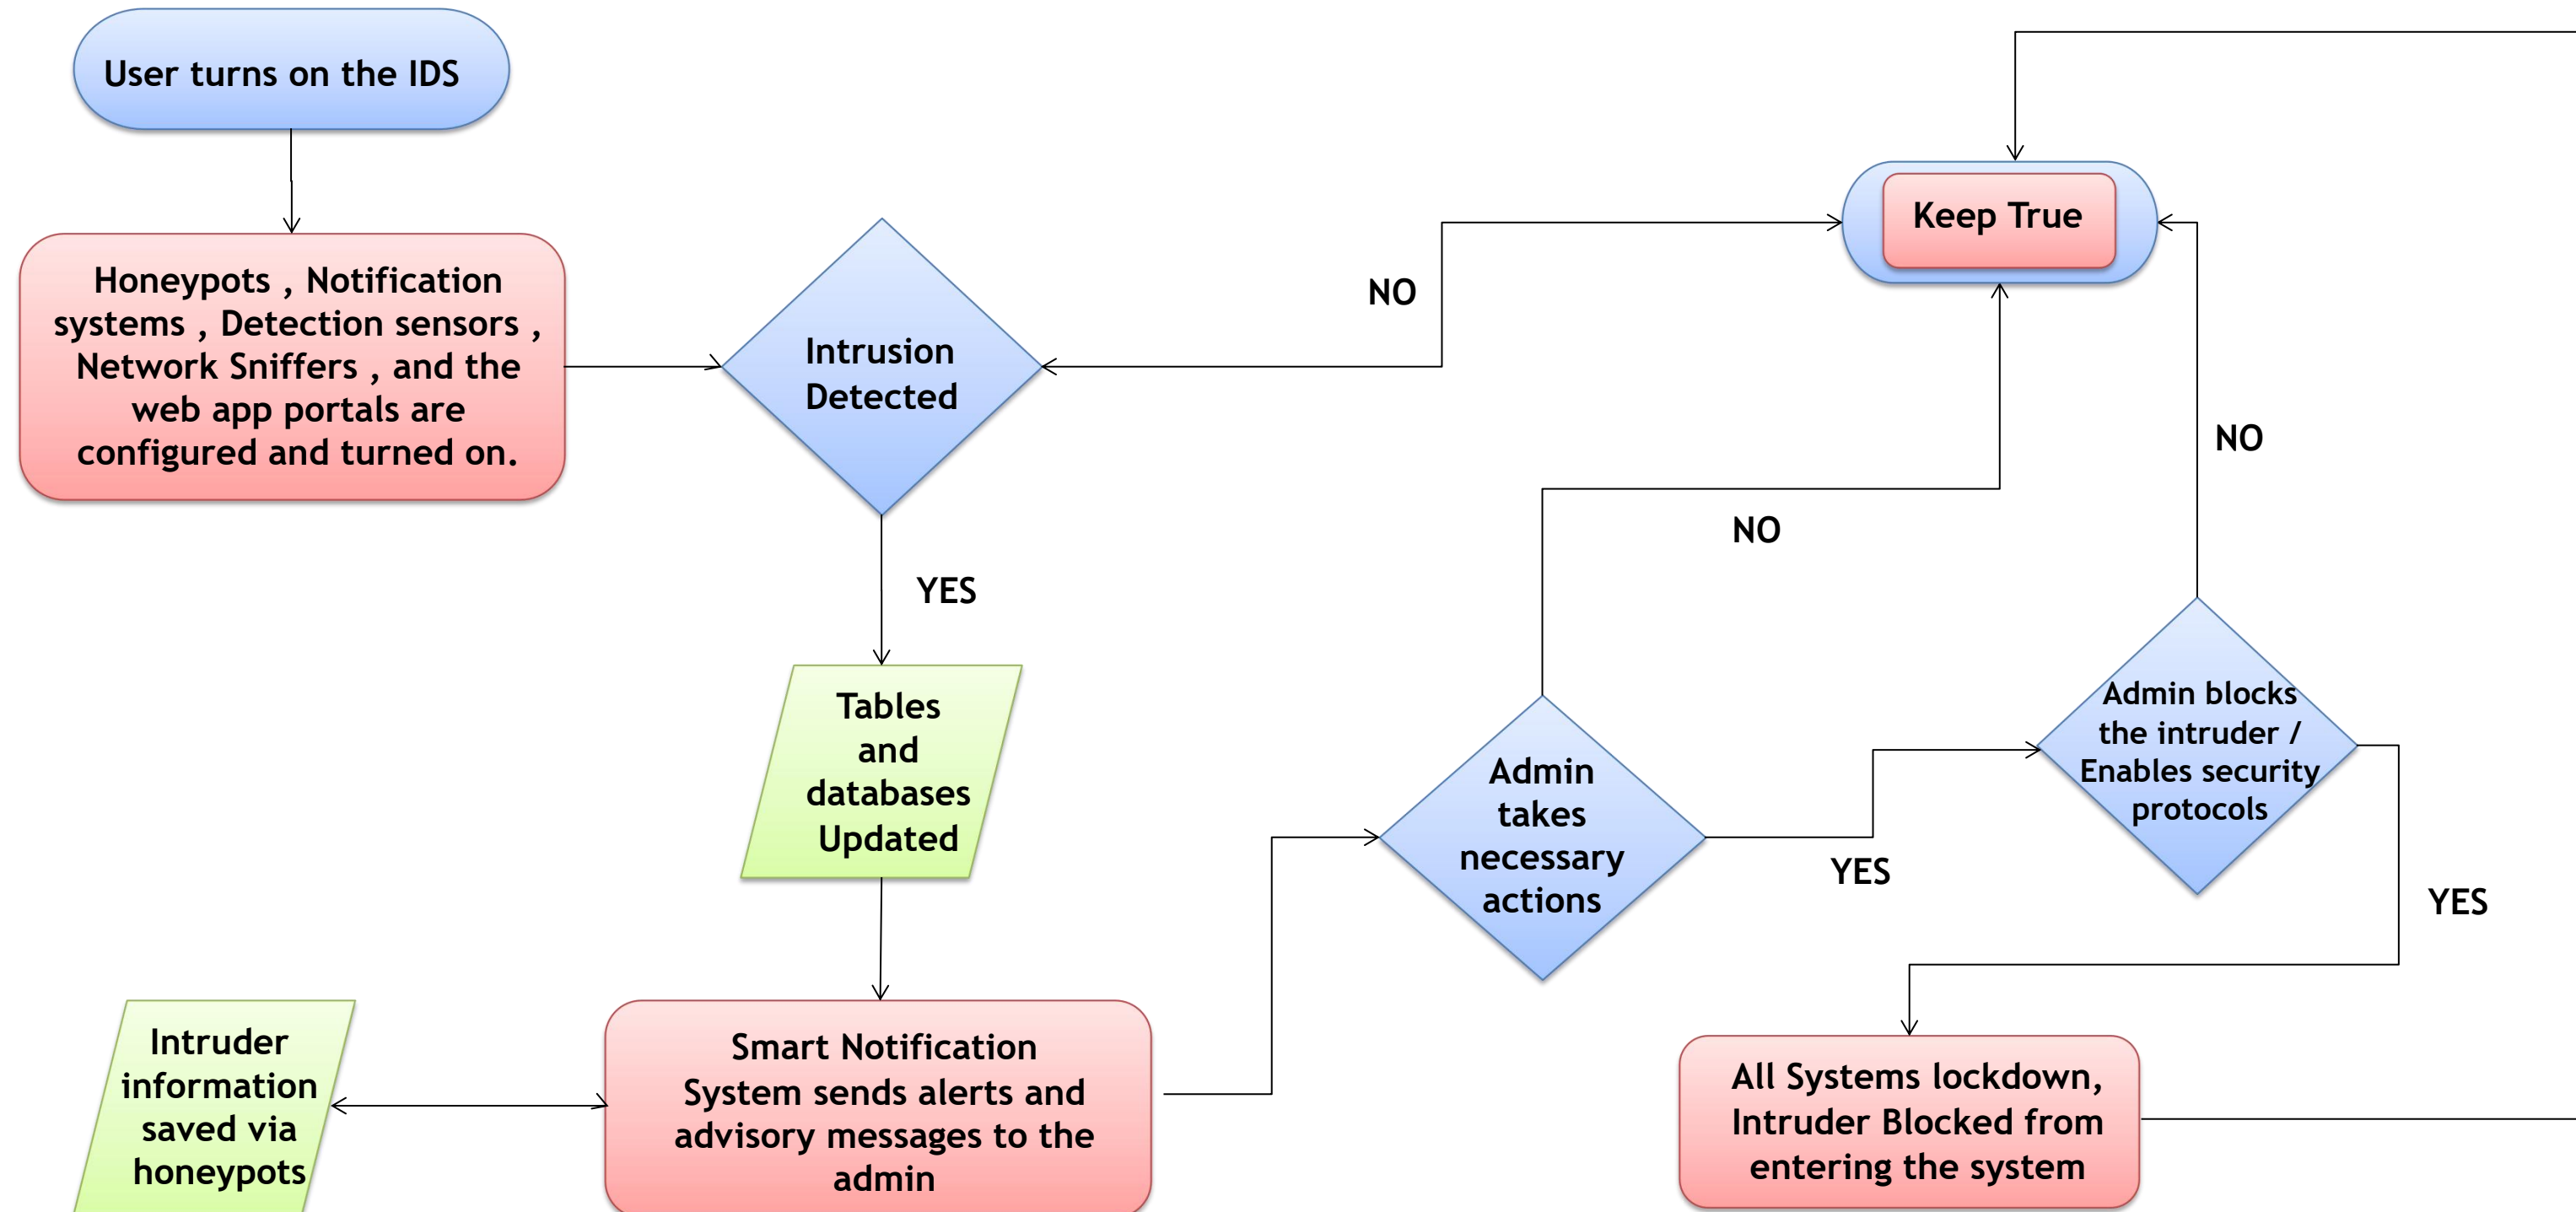 User turns on the IDS
Honeypots , Notification
systems , Detection sensors ,
Network Sniffers , and the
web app portals are
configured and turned on.
Intrusion
Detected
NO
Keep True
NO
NO
YES
Tables
and
databases
Updated
Admin
takes
necessary
actions
YES
Admin blocks
the intruder /
Enables security
protocols
YES
Intruder
information
saved via
honeypots
Smart Notification
System sends alerts and
advisory messages to the
admin
All Systems lockdown,
Intruder Blocked from
entering the system